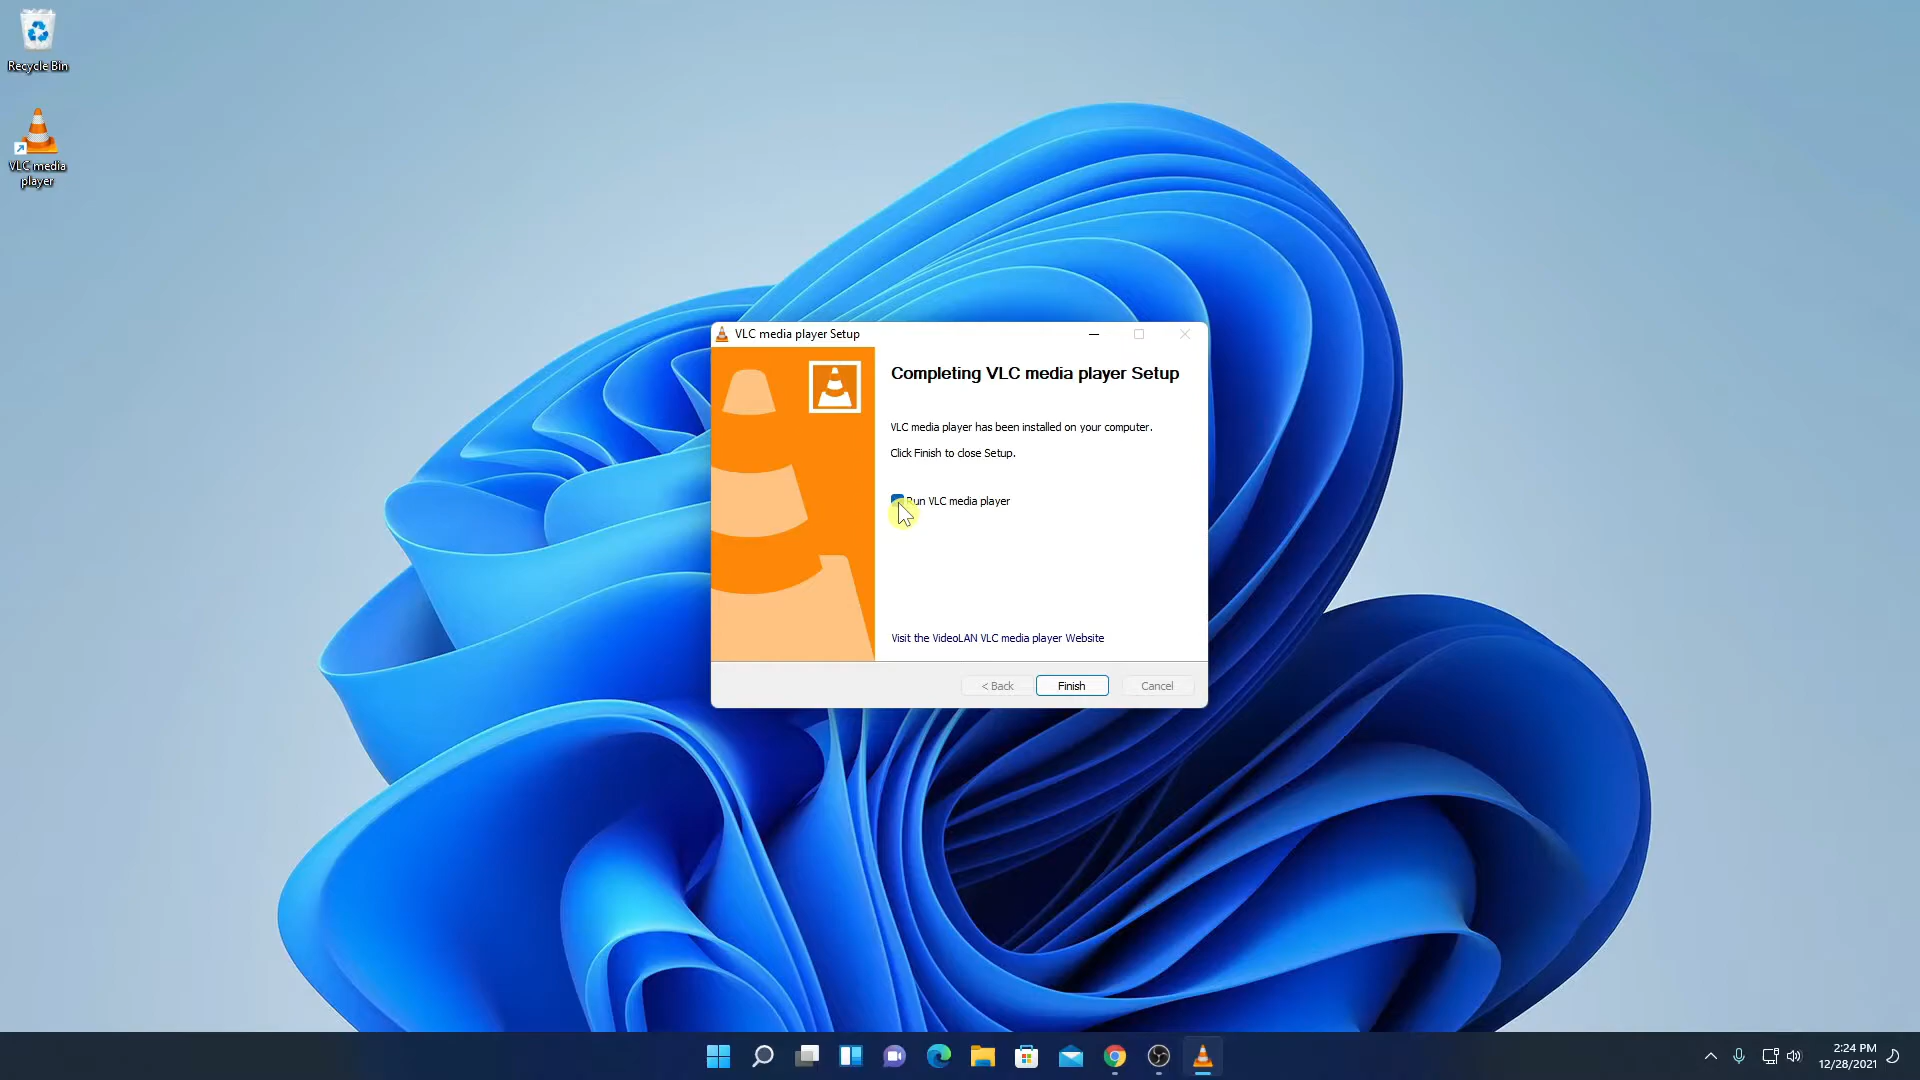 Recycle Bin
VLC media
player
VLC media player Setup
Completing VLC media player Setup
VLC media player has been installed on your computer.
Click Finish to close Setup.
Run VLC media player
Visit the VideoLAN VLC media player Website
< Back
Finish
Cancel
2:24 PM
12/28/2021